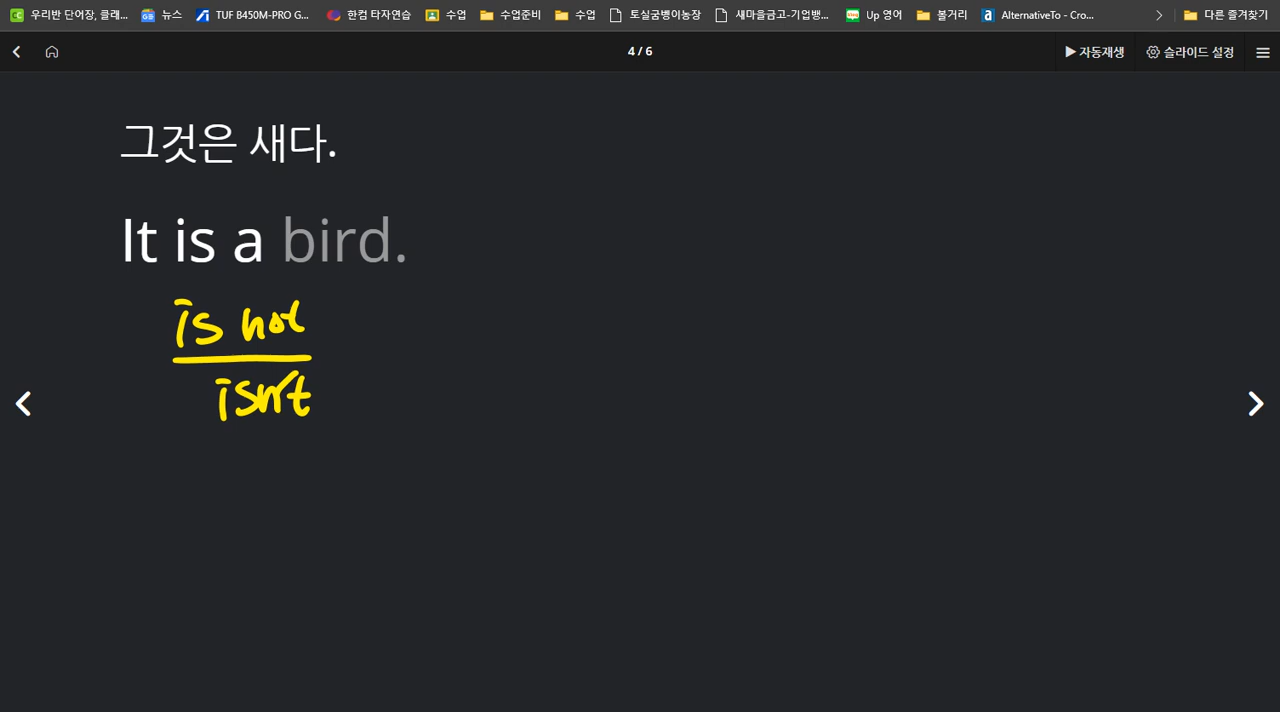 우리반 단어장, 클래... 뉴스 TUF B450M-PRO G... 한컴 타자연습 수업 수업준비 수업 토실굼벵이농장 새마을금고-기업뱅... Up 영어 볼거리 AlternativeTo - Cro... 다른 즐겨찾기
4 / 6 자동재생 슬라이드 설정
그것은 새다.
It is a bird.
is not
isn't